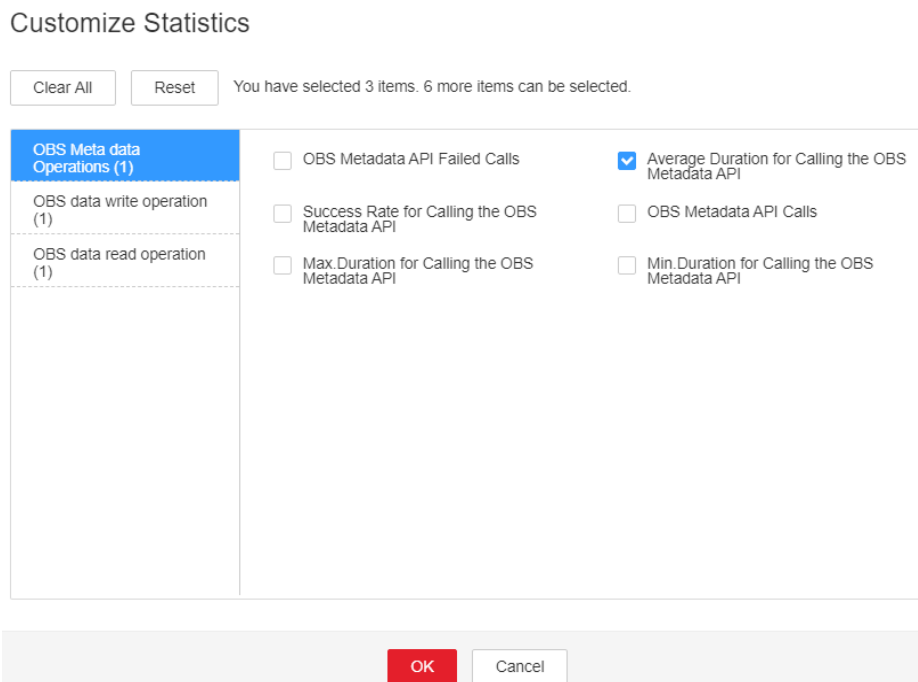 Customize Statistics
Clear All
Reset
You have selected 3 items. 6 more items can be selected.
OBS Meta data
Operations (1)
OBS data write operation
(1)
OBS data read operation
(1)
OBS Metadata API Failed Calls
Average Duration for Calling the OBS
Metadata API
Success Rate for Calling the OBS
Metadata API
OBS Metadata API Calls
Max.Duration for Calling the OBS
Metadata API
Min.Duration for Calling the OBS
Metadata API
OK
Cancel